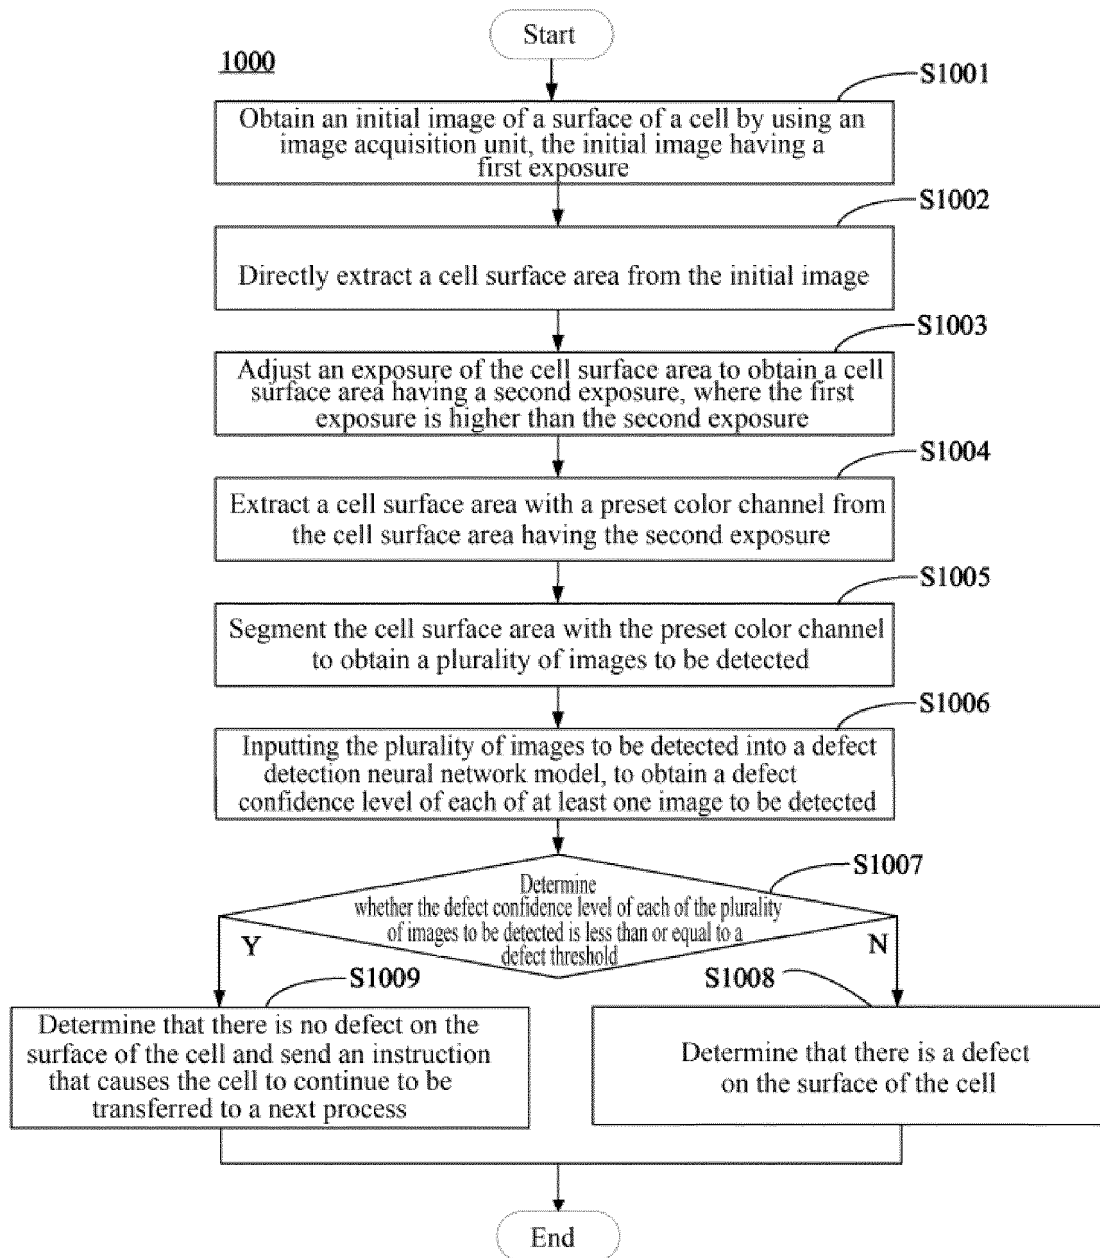 Start
1000
S1001
Obtain an initial image of a surface of a cell by using an
image acquisition unit, the initial image having a
first exposure
S1002
Directly extract a cell surface area from the initial image
S1003
Adjust an exposure of the cell surface area to obtain a cell
surface area having a second exposure, where the first
exposure is higher than the second exposure
S1004
Extract a cell surface area with a preset color channel from
the cell surface area having the second exposure
S1005
Segment the cell surface area with the preset color channel
to obtain a plurality of images to be detected
S1006
Inputting the plurality of images to be detected into a defect
detection neural network model, to obtain a defect
confidence level of each of at least one image to be detected
S1007
Determine
whether the defect confidence level of each of the plurality
of images to be detected is less than or equal to a
defect threshold
Y
N
S1009
S1008
Determine that there is no defect on the
surface of the cell and send an instruction
that causes the cell to continue to be
transferred to a next process
Determine that there is a defect
on the surface of the cell
End